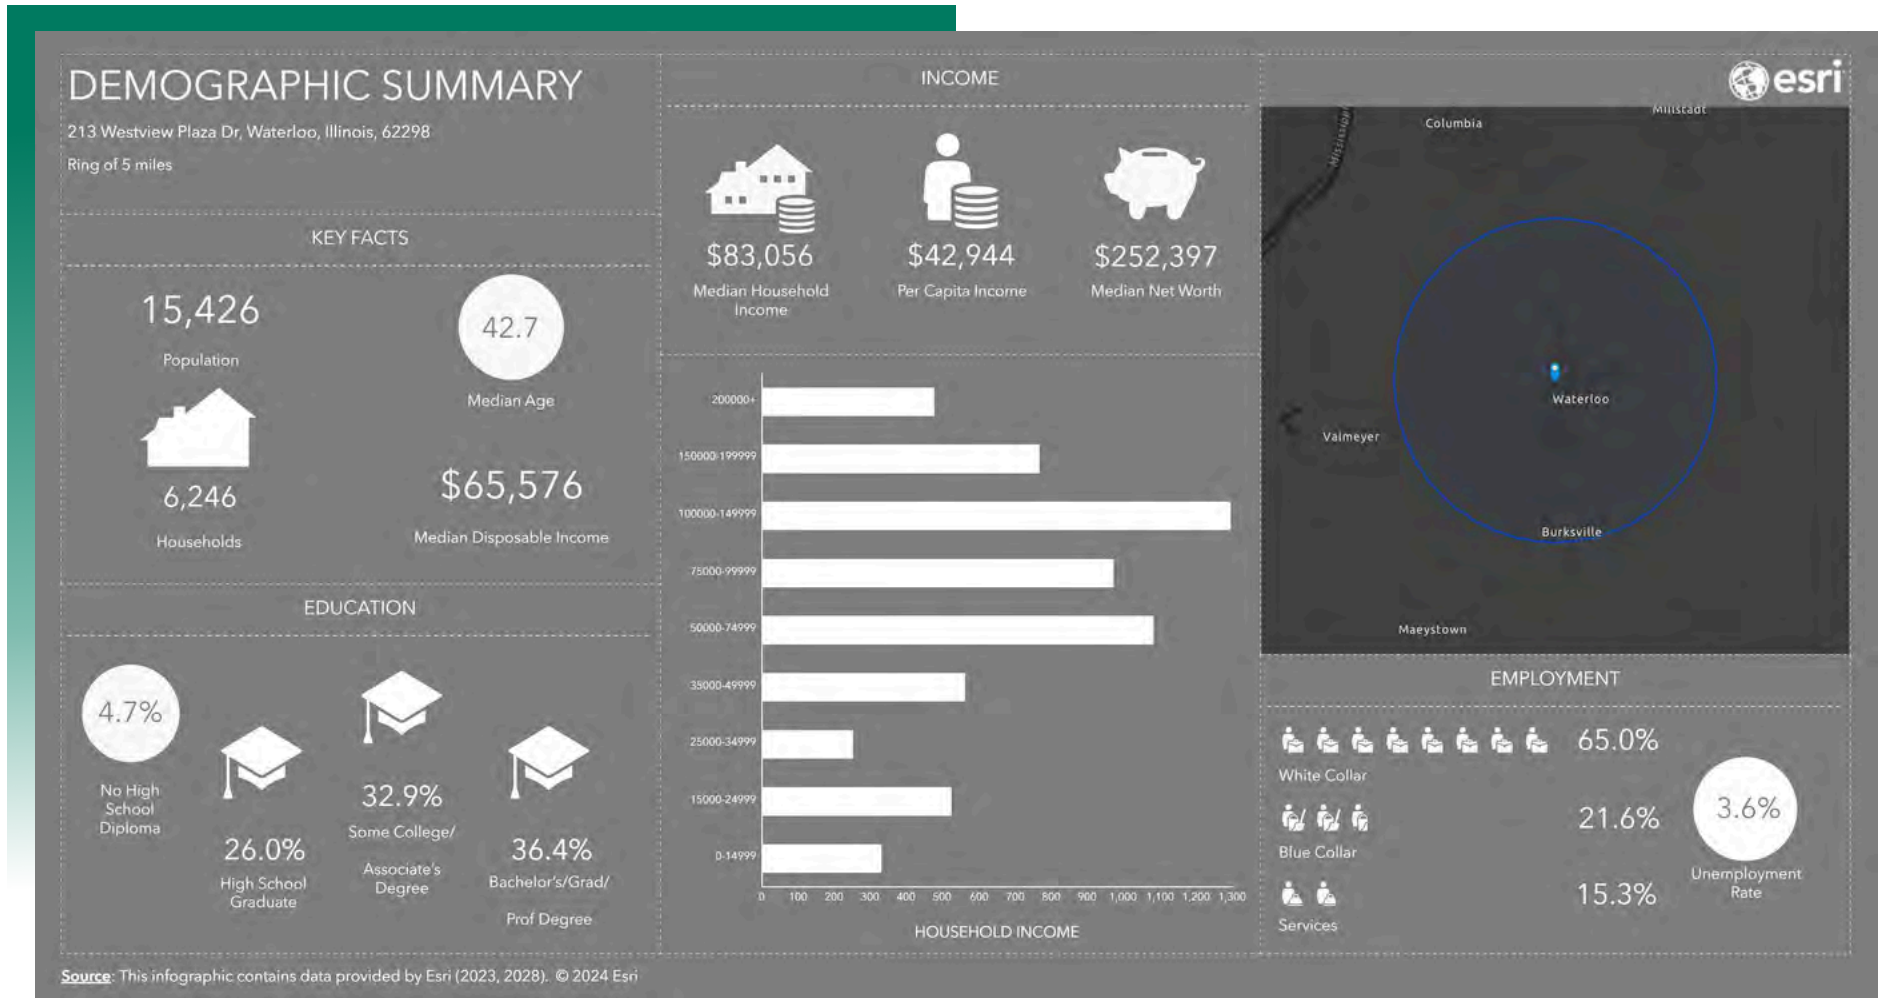 DEMOGRAPHIC SUMMARY
213 Westview Plaza Dr, Waterloo, Illinois, 62298
Ring of 5 miles
KEY FACTS
15,426
Population
42.7
Median Age
6,246
Households
$65,576
Median Disposable Income
EDUCATION
4.7%
No High
School
Diploma
26.0%
High School
Graduate
32.9%
Some College/
Associate's
Degree
36.4%
Bachelor's/Grad/
Prof Degree
INCOME
$83,056
Median Household
Income
$42,944
Per Capita Income
$252,397
Median Net Worth
200000+
150000-199999
100000-149999
75000-99999
50000-74999
35000-49999
25000-34999
15000-24999
0-14999
0 100 200 300 400 500 600 700 800 900 1,000 1,100 1,200 1,300
HOUSEHOLD INCOME
esri
Millstadt
Columbia
Mississip
Waterloo
Valmeyer
Burksville
Maeystown
EMPLOYMENT
65.0%
White Collar
21.6%
Blue Collar
15.3%
Services
3.6%
Unemployment
Rate
Source: This infographic contains data provided by Esri (2023, 2028). © 2024 Esri